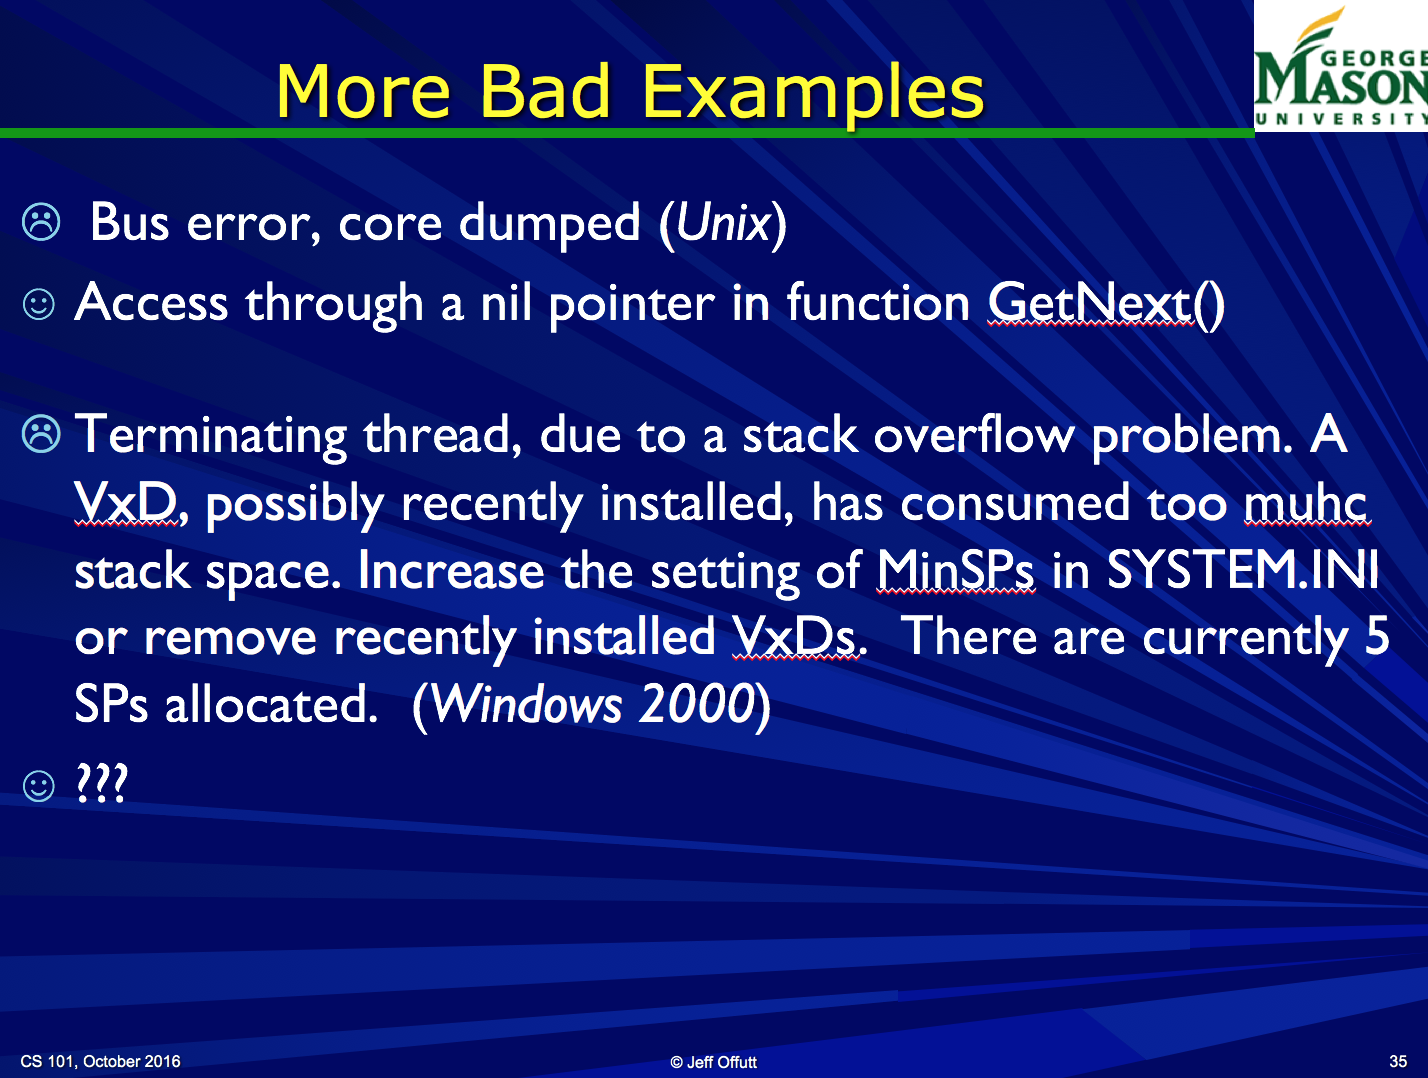 More Bad Examples
GEORGE
MASON
UNIVERSITY
Bus error, core dumped (Unix)
Access through a nil pointer in function GetNext()
Terminating thread, due to a stack overflow problem. A
VxD, possibly recently installed, has consumed too muhc
stack space. Increase the setting of MinSPs in SYSTEM.INI
or remove recently installed VxDs. There are currently 5
SPs allocated. (Windows 2000)
???
CS 101, October 2016
© Jeff Offutt
35